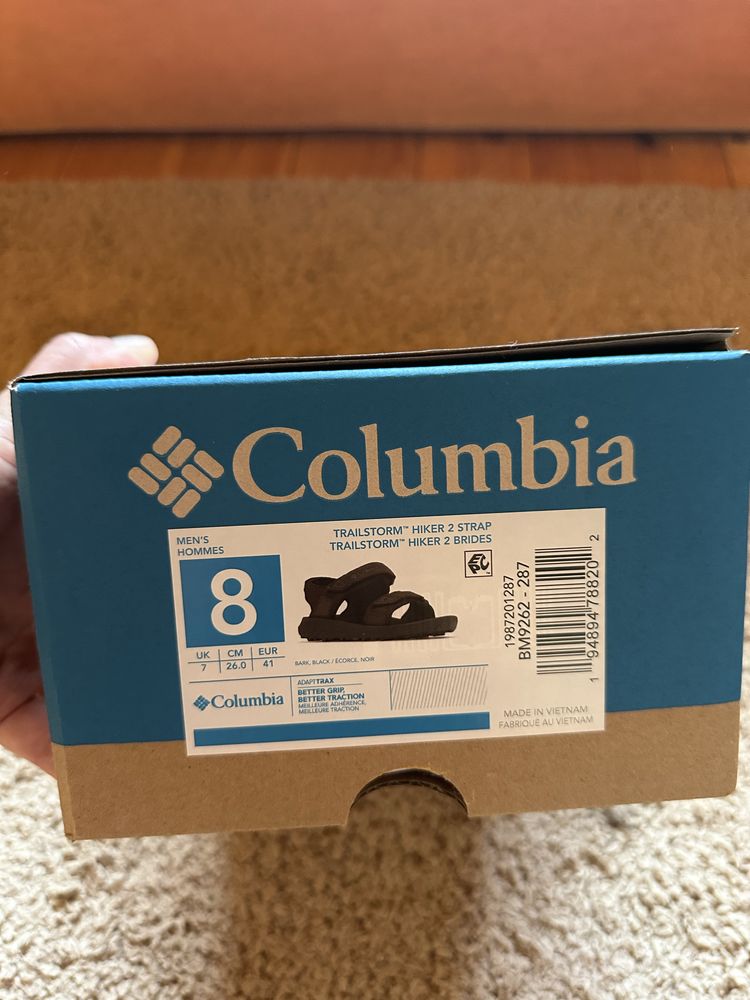 Columbia
MEN'S
HOMMES
8
UK CM EUR
7 26.0 41
TRAILSTORM™ HIKER 2 STRAP
TRAILSTORM™ HIKER 2 BRIDES
EPC™
BARK, BLACK / ÉCORCE, NOIR
Columbia
ADAPTTRAX
BETTER GRIP,
BETTER TRACTION
MEILLEURE ADHÉRENCE,
MEILLEURE TRACTION
1987201287
BM9262 - 287
1 94894 78820 2
MADE IN VIETNAM
FABRIQUÉ AU VIETNAM